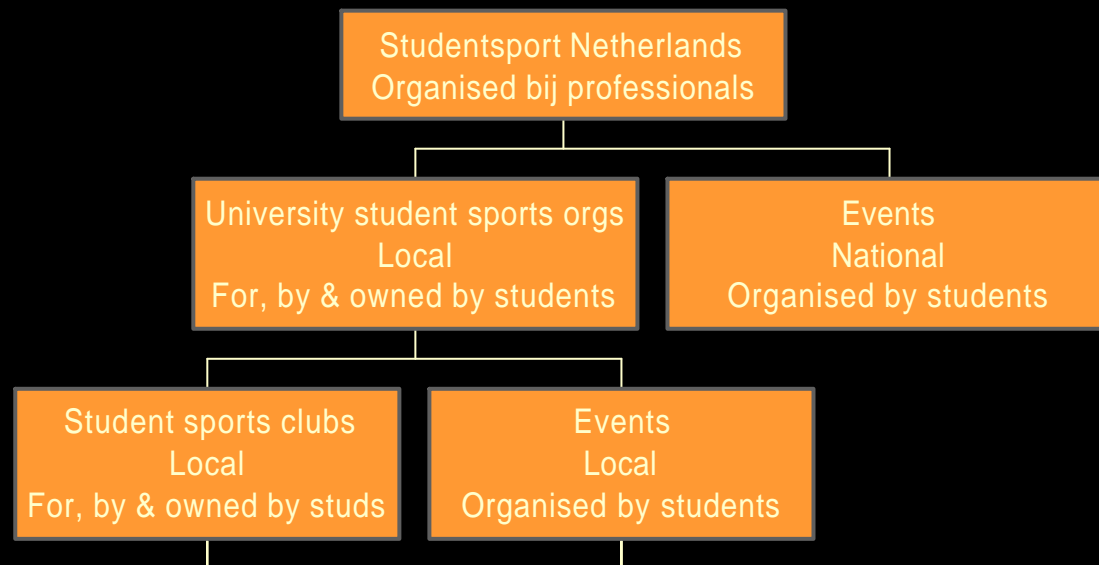 Studentsport Netherlands
Organised bij professionals
University student sports orgs
Local
For, by & owned by students
Events
National
Organised by students
Student sports clubs
Local
For, by & owned by studs
Events
Local
Organised by students